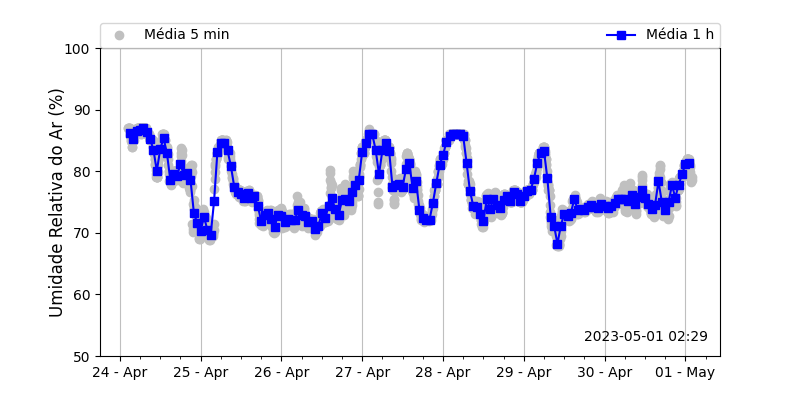 Média 5 min
Média 1 h
Umidade Relativa do Ar (%)
100
90
80
70
60
50
2023-05-01 02:29
24 - Apr
25 - Apr
26 - Apr
27 - Apr
28 - Apr
29 - Apr
30 - Apr
01 - May